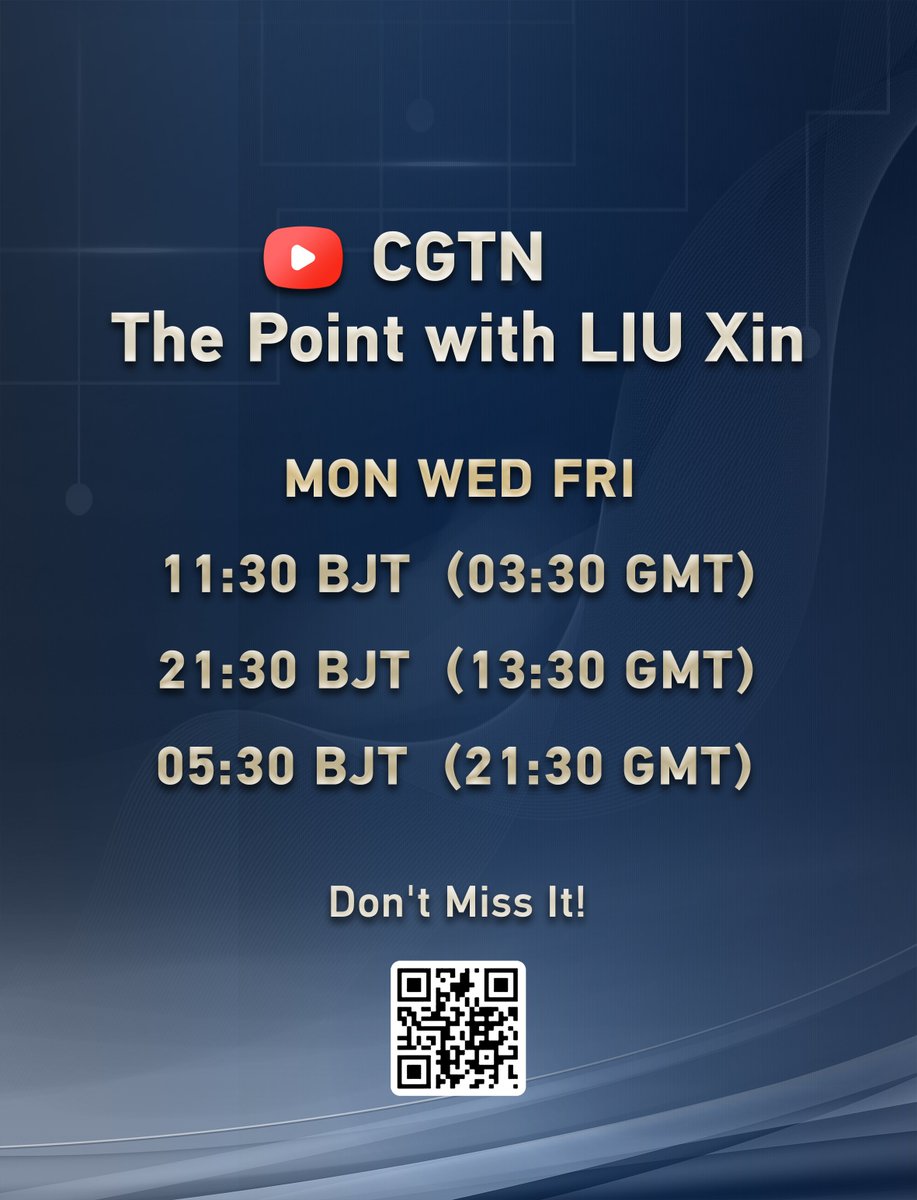 CGTN
The Point with LIU Xin
MON WED FRI
11:30 BJT (03:30 GMT)
21:30 BJT (13:30 GMT)
05:30 BJT (21:30 GMT)
Don't Miss It!